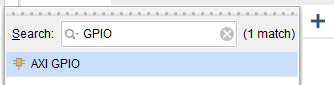 Search: GPIO (1 match)
AXI GPIO